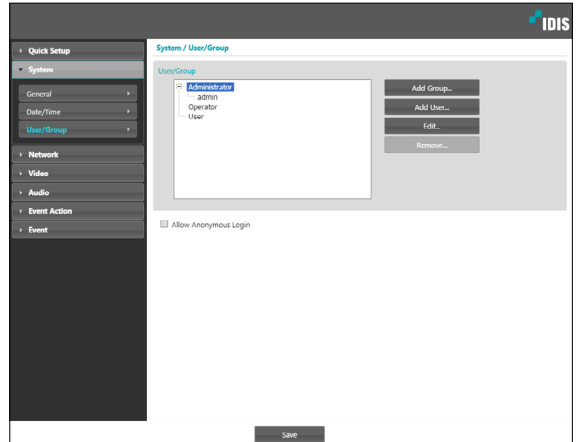 IDIS
Quick Setup
System
General
Date/Time
User/Group
Network
Video
Audio
Event Action
Event
System / User/Group
User/Group
Administrator
admin
Operator
User
Add Group...
Add User...
Edit...
Remove...
Allow Anonymous Login
Save